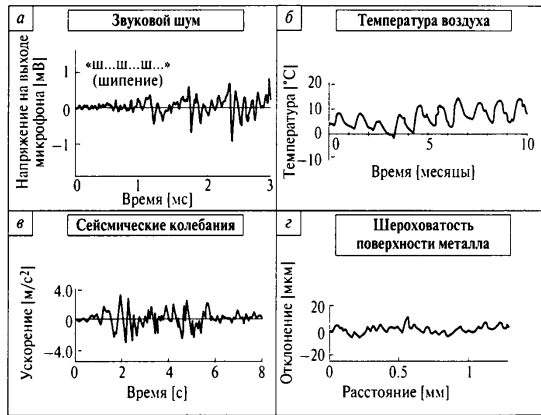 а
Звуковой шум
«Ш...Ш...Ш...»
(шипение)
Напряжение на выходе
микрофона [мВ]
1
0
−1
0
1
2
3
Время [мс]
б
Температура воздуха
Температура [°C]
20
10
0
−10
0
5
10
Время [месяцы]
в
Сейсмические колебания
Ускорение [м/с²]
4.0
0
−4.0
0
2
4
6
8
Время [с]
г
Шероховатость
поверхности металла
Отклонение [мкм]
20
0
−20
0
0.5
1.0
Расстояние [мм]